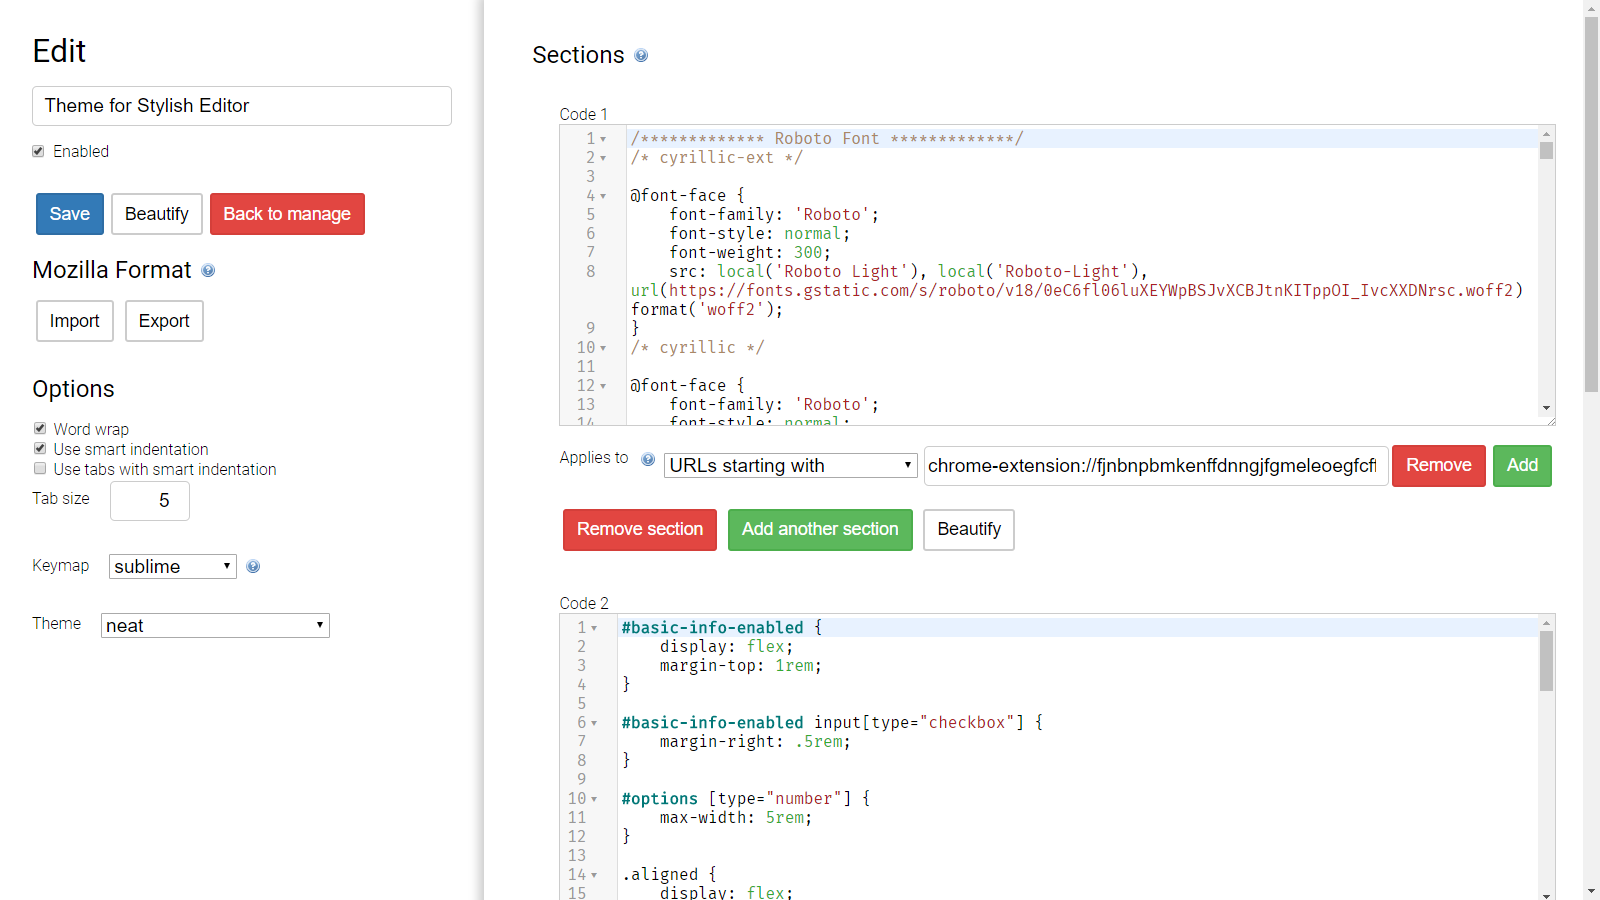 Edit
Theme for Stylish Editor
Enabled
Save Beautify Back to manage
Mozilla Format
Import Export
Options
Word wrap
Use smart indentation
Use tabs with smart indentation
Tab size 5
Keymap sublime
Theme neat
Sections
Code 1
1 /************* Roboto Font *************/
2 /* cyrillic-ext */
3
4 @font-face {
5 font-family: 'Roboto';
6 font-style: normal;
7 font-weight: 300;
8 src: local('Roboto Light'), local('Roboto-Light'),
url(https://fonts.gstatic.com/s/roboto/v18/0eC6fl06luXEYWpBSJvXCBJtnKITppOI_IvcXXDNrsc.woff2)
format('woff2');
9 }
10 /* cyrillic */
11
12 @font-face {
13 font-family: 'Roboto';
14 font-style: normal;
Applies to URLs starting with chrome-extension://fjnbnpbmkenffdnngjfgmeleoegfcff Remove Add
Remove section Add another section Beautify
Code 2
1 #basic-info-enabled {
2 display: flex;
3 margin-top: 1rem;
4 }
5
6 #basic-info-enabled input[type="checkbox"] {
7 margin-right: .5rem;
8 }
9
10 #options [type="number"] {
11 max-width: 5rem;
12 }
13
14 .aligned {
15 display: flex;